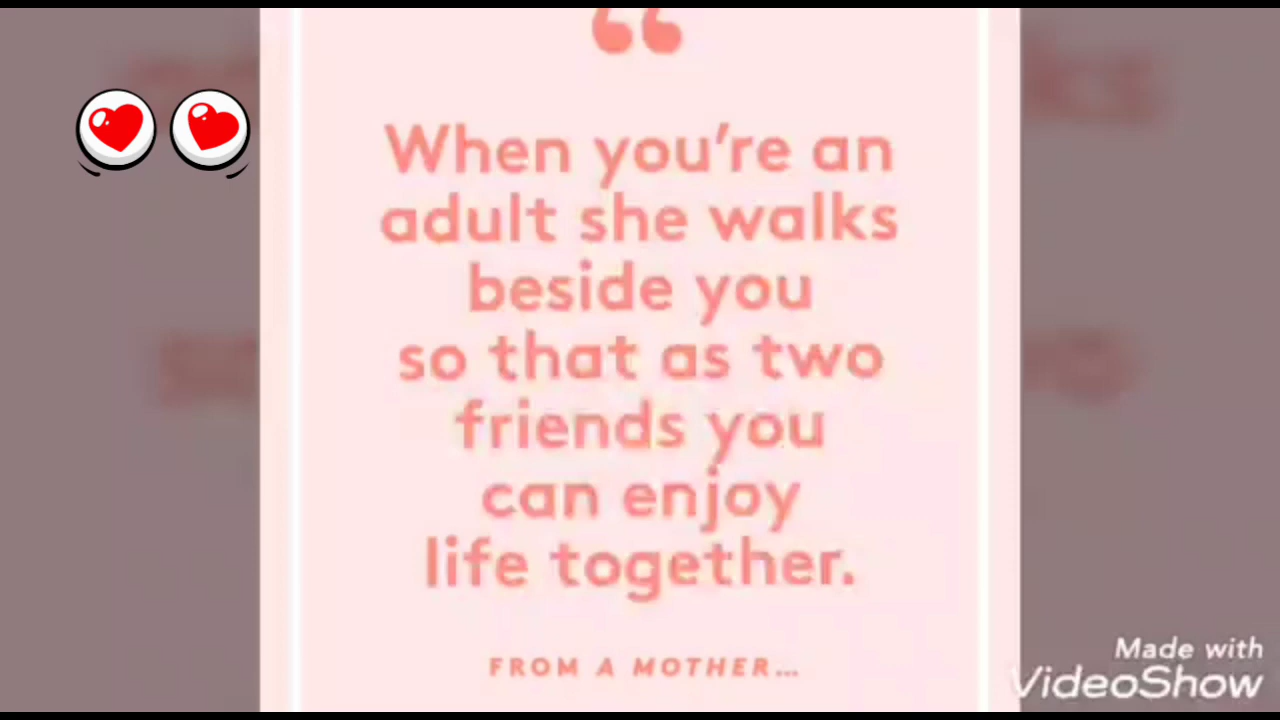 “
When you’re an
adult she walks
beside you
so that as two
friends you
can enjoy
life together.
FROM A MOTHER...
Made with
VideoShow